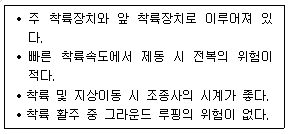 • 주 착륙장치와 앞 착륙장치로 이루어져 있
다.
• 빠른 착륙속도에서 제동 시 전복의 위험이
적다.
• 착륙 및 지상이동 시 조종사의 시계가 좋다.
• 착륙 활주 중 그라운드 루핑의 위험이 없다.